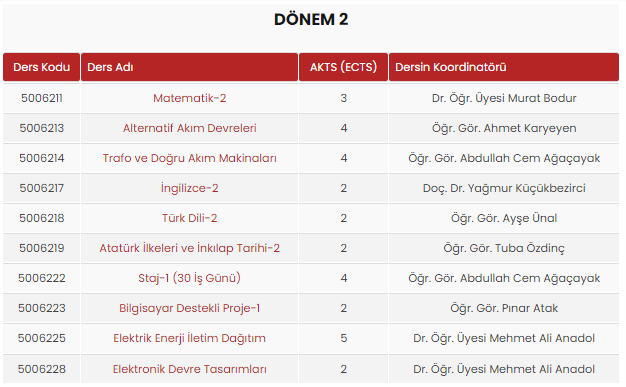 DÖNEM 2
Ders Kodu Ders Adı AKTS (ECTS) Dersin Koordinatörü
5006211 Matematik-2 3 Dr. Öğr. Üyesi Murat Bodur
5006213 Alternatif Akım Devreleri 4 Öğr. Gör. Ahmet Karyeyen
5006214 Trafo ve Doğru Akım Makinaları 4 Öğr. Gör. Abdullah Cem Ağaçayak
5006217 İngilizce-2 2 Doç. Dr. Yağmur Küçükbezirci
5006218 Türk Dili-2 2 Öğr. Gör. Ayşe Ünal
5006219 Atatürk İlkeleri ve İnkılap Tarihi-2 2 Öğr. Gör. Tuba Özdinç
5006222 Staj-1 (30 İş Günü) 4 Öğr. Gör. Abdullah Cem Ağaçayak
5006223 Bilgisayar Destekli Proje-1 2 Öğr. Gör. Pınar Atak
5006225 Elektrik Enerji İletim Dağıtım 5 Dr. Öğr. Üyesi Mehmet Ali Anadol
5006228 Elektronik Devre Tasarımları 2 Dr. Öğr. Üyesi Mehmet Ali Anadol